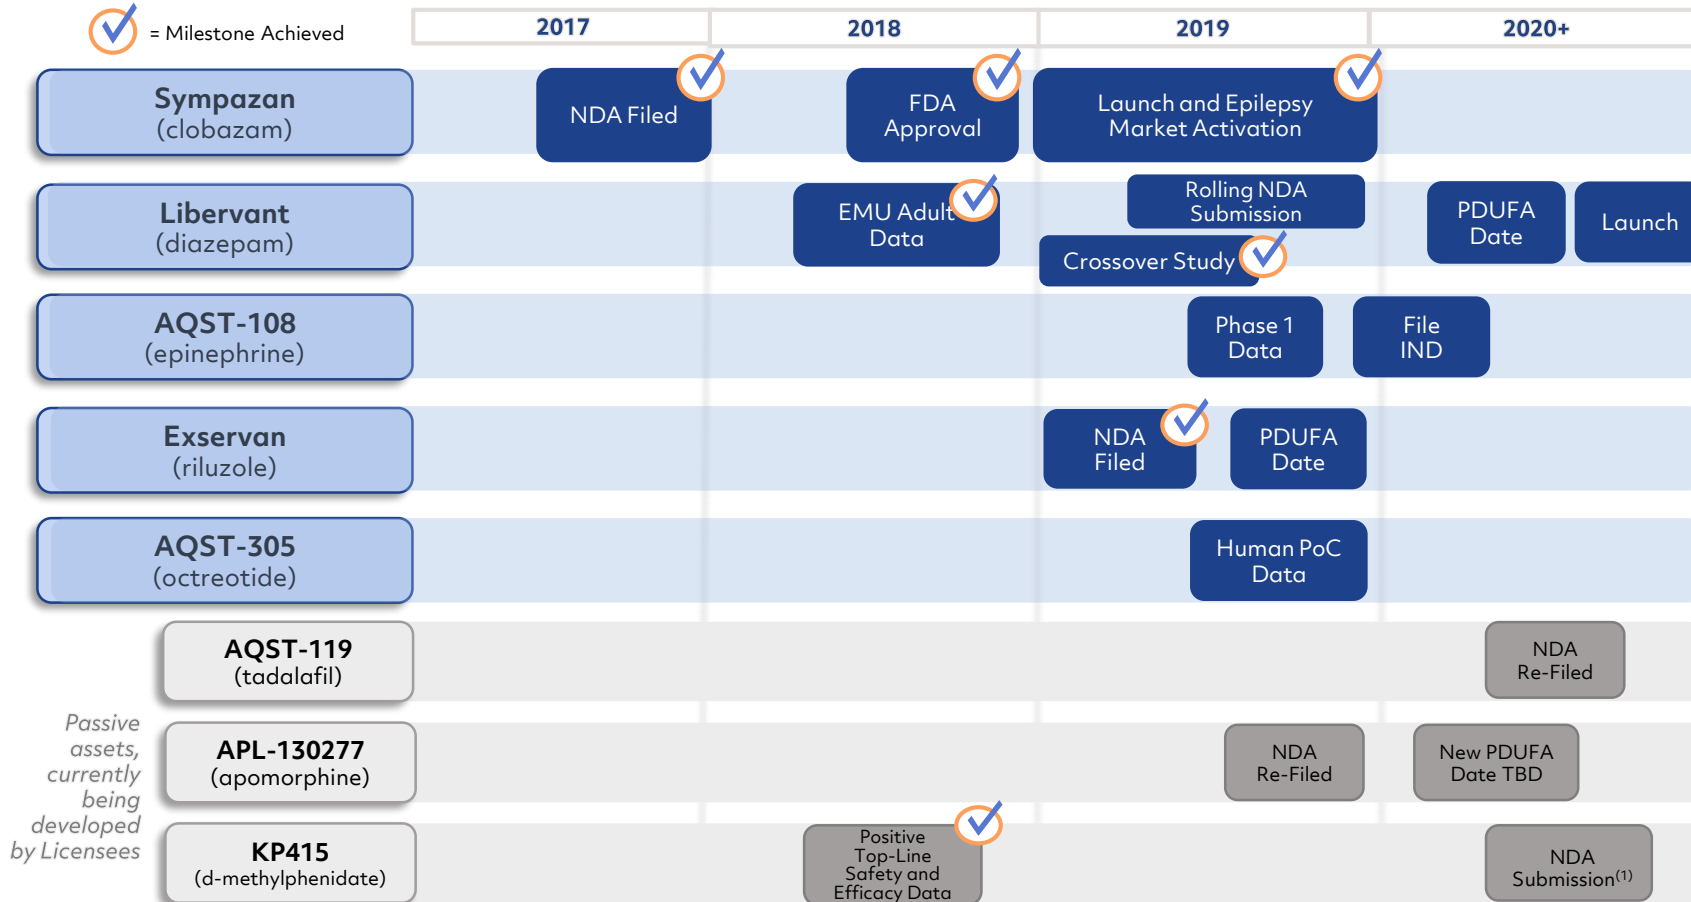 = Milestone Achieved
2017
2018
2019
2020+
Sympazan
(clobazam)
NDA Filed
FDA
Approval
Launch and Epilepsy
Market Activation
Libervant
(diazepam)
EMU Adult
Data
Rolling NDA
Submission
Crossover Study
PDUFA
Date
Launch
AQST-108
(epinephrine)
Phase 1
Data
File
IND
Exservan
(riluzole)
NDA
Filed
PDUFA
Date
AQST-305
(octreotide)
Human PoC
Data
AQST-119
(tadalafil)
NDA
Re-Filed
Passive
assets,
currently
being
developed
by Licensees
APL-130277
(apomorphine)
NDA
Re-Filed
New PDUFA
Date TBD
KP415
(d-methylphenidate)
Positive
Top-Line
Safety and
Efficacy Data
NDA
Submission(1)